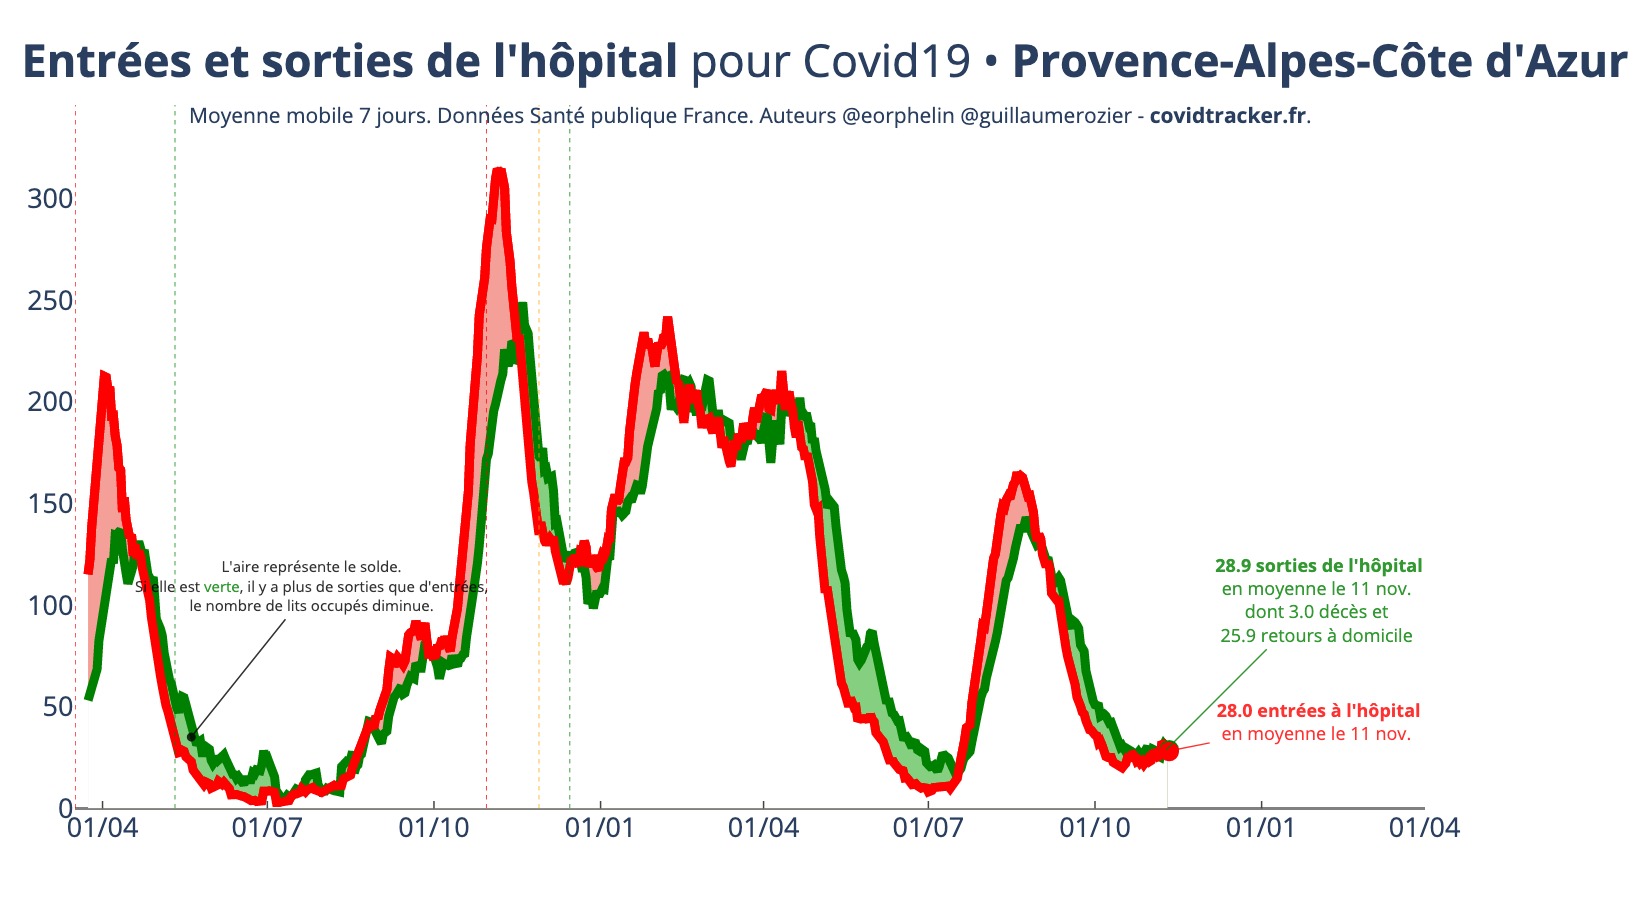 Entrées et sorties de l'hôpital pour Covid19 • Provence-Alpes-Côte d'Azur
Moyenne mobile 7 jours. Données Santé publique France. Auteurs @eorphelin @guillaumerozier - covidtracker.fr.
300
250
200
150
100
50
0
L'aire représente le solde.
Si elle est verte, il y a plus de sorties que d'entrées,
le nombre de lits occupés diminue.
28.9 sorties de l'hôpital
en moyenne le 11 nov.
dont 3.0 décès et
25.9 retours à domicile
28.0 entrées à l'hôpital
en moyenne le 11 nov.
01/04 01/07 01/10 01/01 01/04 01/07 01/10 01/01 01/04